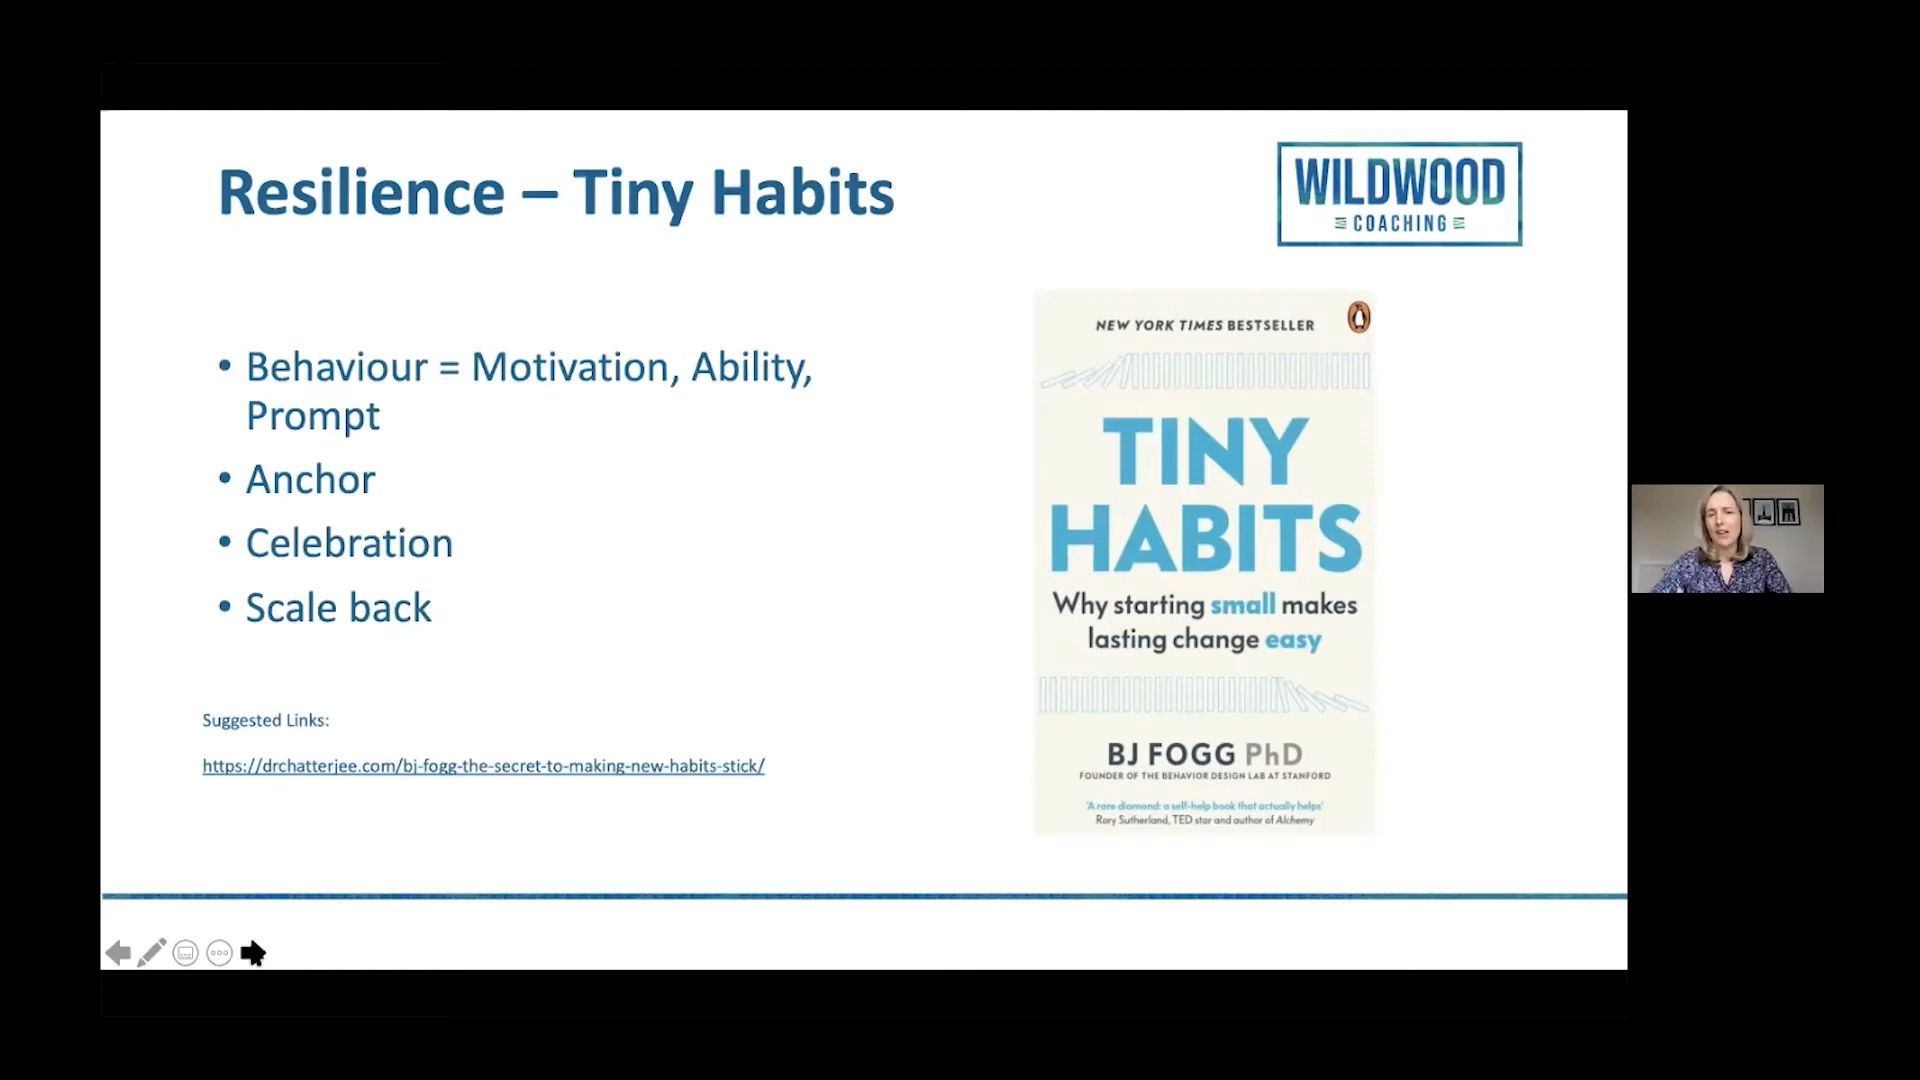 Resilience – Tiny Habits
WILDWOOD
COACHING
• Behaviour = Motivation, Ability,
Prompt
• Anchor
• Celebration
• Scale back
Suggested Links:
https://drchatterjee.com/bj-fogg-the-secret-to-making-new-habits-stick/
NEW YORK TIMES BESTSELLER
TINY
HABITS
Why starting small makes
lasting change easy
BJ FOGG PhD
FOUNDER OF THE BEHAVIOR DESIGN LAB AT STANFORD
'A rare diamond: a self-help book that actually helps'
Rory Sutherland, TED star and author of Alchemy